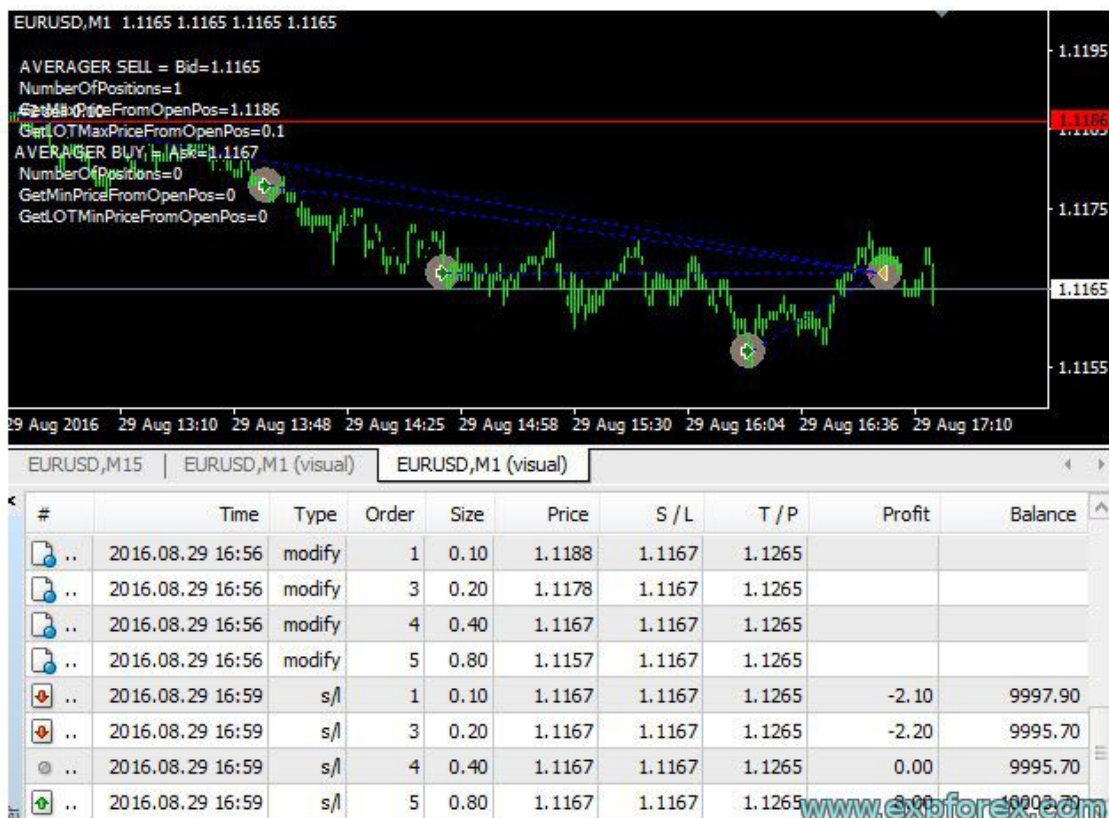 EURUSD,M1 1.1165 1.1165 1.1165 1.1165
AVERAGER SELL = Bid=1.1165
NumberOfPositions=1
GetMaxPriceFromOpenPos=1.1186
GetLOTMaxPriceFromOpenPos=0.1
AVERAGER BUY = Ask=1.1167
NumberOfPositions=0
GetMinPriceFromOpenPos=0
GetLOTMinPriceFromOpenPos=0
1.1195
1.1186
1.1185
1.1175
1.1165
1.1155
29 Aug 2016 29 Aug 13:10 29 Aug 13:48 29 Aug 14:25 29 Aug 14:58 29 Aug 15:30 29 Aug 16:04 29 Aug 16:36 29 Aug 17:10
EURUSD,M15 EURUSD,M1 (visual) EURUSD,M1 (visual)
# Time Type Order Size Price S / L T / P Profit Balance
.. 2016.08.29 16:56 modify 1 0.10 1.1188 1.1167 1.1265
.. 2016.08.29 16:56 modify 3 0.20 1.1178 1.1167 1.1265
.. 2016.08.29 16:56 modify 4 0.40 1.1167 1.1167 1.1265
.. 2016.08.29 16:56 modify 5 0.80 1.1157 1.1167 1.1265
.. 2016.08.29 16:59 s/l 1 0.10 1.1167 1.1167 1.1265 -2.10 9997.90
.. 2016.08.29 16:59 s/l 3 0.20 1.1167 1.1167 1.1265 -2.20 9995.70
.. 2016.08.29 16:59 s/l 4 0.40 1.1167 1.1167 1.1265 0.00 9995.70
.. 2016.08.29 16:59 s/l 5 0.80 1.1167 1.1167 1.1265 8.00 10003.70
www.expforex.com